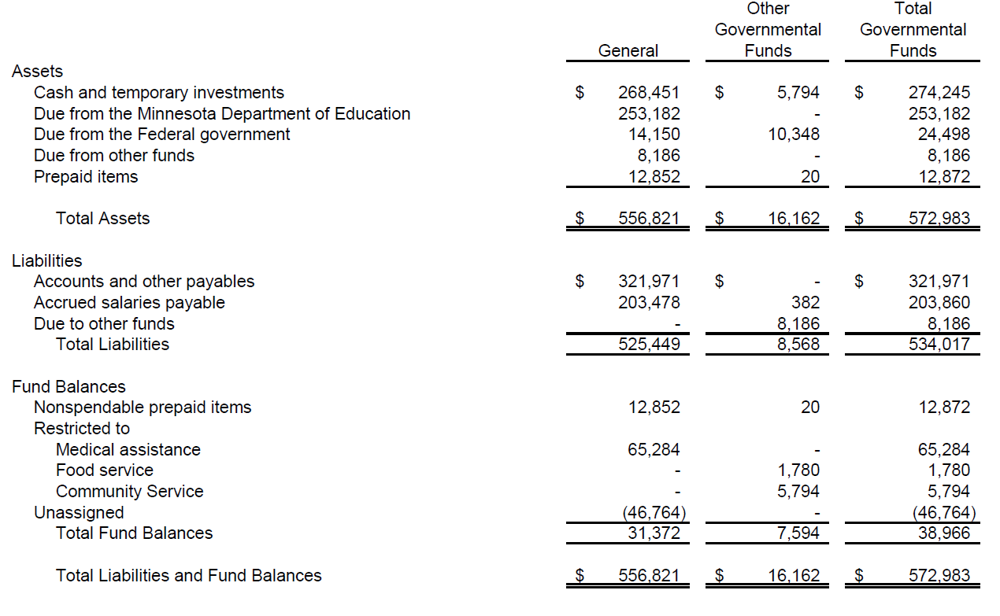 Other Total
Governmental Governmental
General Funds Funds
Assets
Cash and temporary investments $ 268,451 $ 5,794 $ 274,245
Due from the Minnesota Department of Education 253,182 - 253,182
Due from the Federal government 14,150 10,348 24,498
Due from other funds 8,186 - 8,186
Prepaid items 12,852 20 12,872
Total Assets $ 556,821 $ 16,162 $ 572,983
Liabilities
Accounts and other payables $ 321,971 $ - $ 321,971
Accrued salaries payable 203,478 382 203,860
Due to other funds - 8,186 8,186
Total Liabilities 525,449 8,568 534,017
Fund Balances
Nonspendable prepaid items 12,852 20 12,872
Restricted to
Medical assistance 65,284 - 65,284
Food service - 1,780 1,780
Community Service - 5,794 5,794
Unassigned (46,764) - (46,764)
Total Fund Balances 31,372 7,594 38,966
Total Liabilities and Fund Balances $ 556,821 $ 16,162 $ 572,983